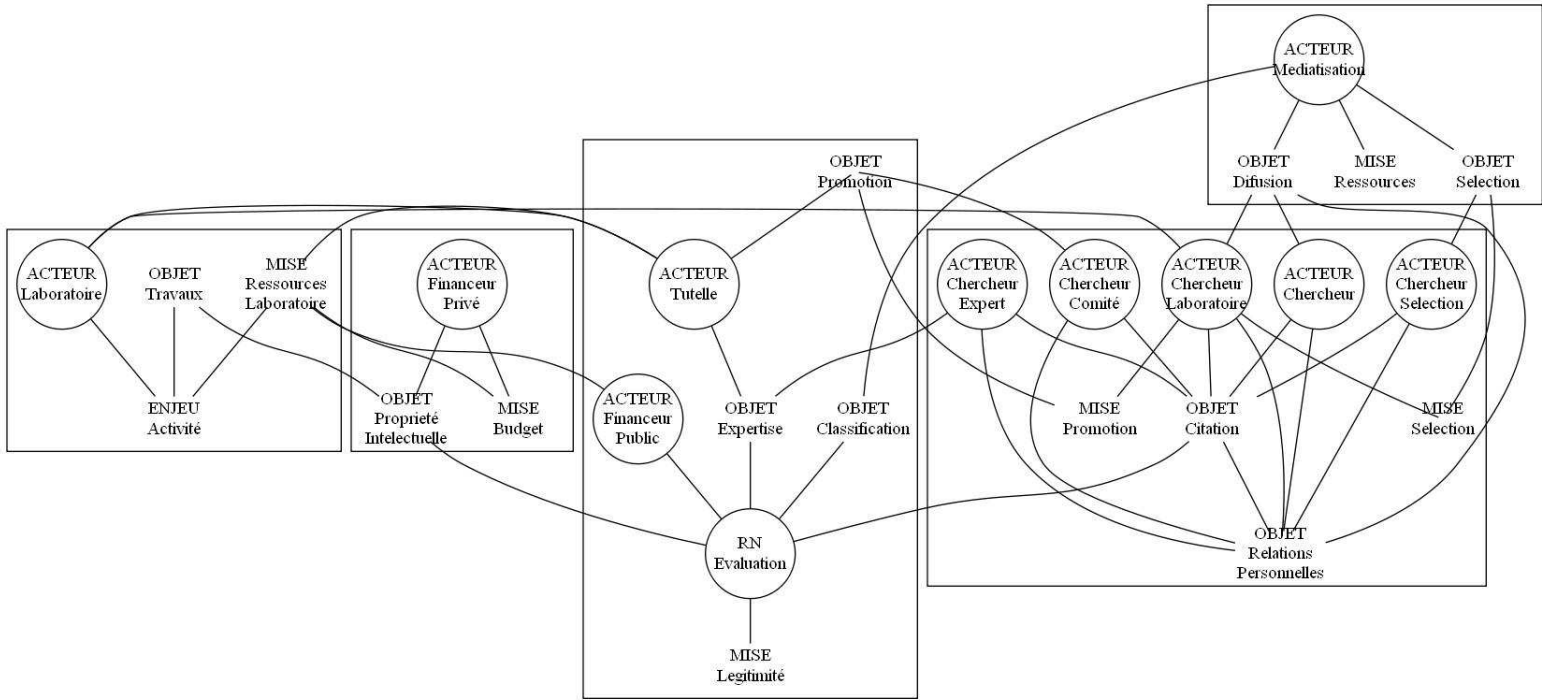 ACTEUR
Mediatisation
OBJET
Difusion
MISE
Ressources
OBJET
Selection
OBJET
Promotion
ACTEUR
Laboratoire
OBJET
Travaux
MISE
Ressources
Laboratoire
ACTEUR
Financeur
Privé
ACTEUR
Tutelle
ACTEUR
Chercheur
Expert
ACTEUR
Chercheur
Comité
ACTEUR
Chercheur
Laboratoire
ACTEUR
Chercheur
ACTEUR
Chercheur
Selection
ENJEU
Activité
OBJET
Proprieté
Intelectuelle
MISE
Budget
ACTEUR
Financeur
Public
OBJET
Expertise
OBJET
Classification
MISE
Promotion
OBJET
Citation
MISE
Selection
RN
Evaluation
OBJET
Relations
Personnelles
MISE
Legitimité